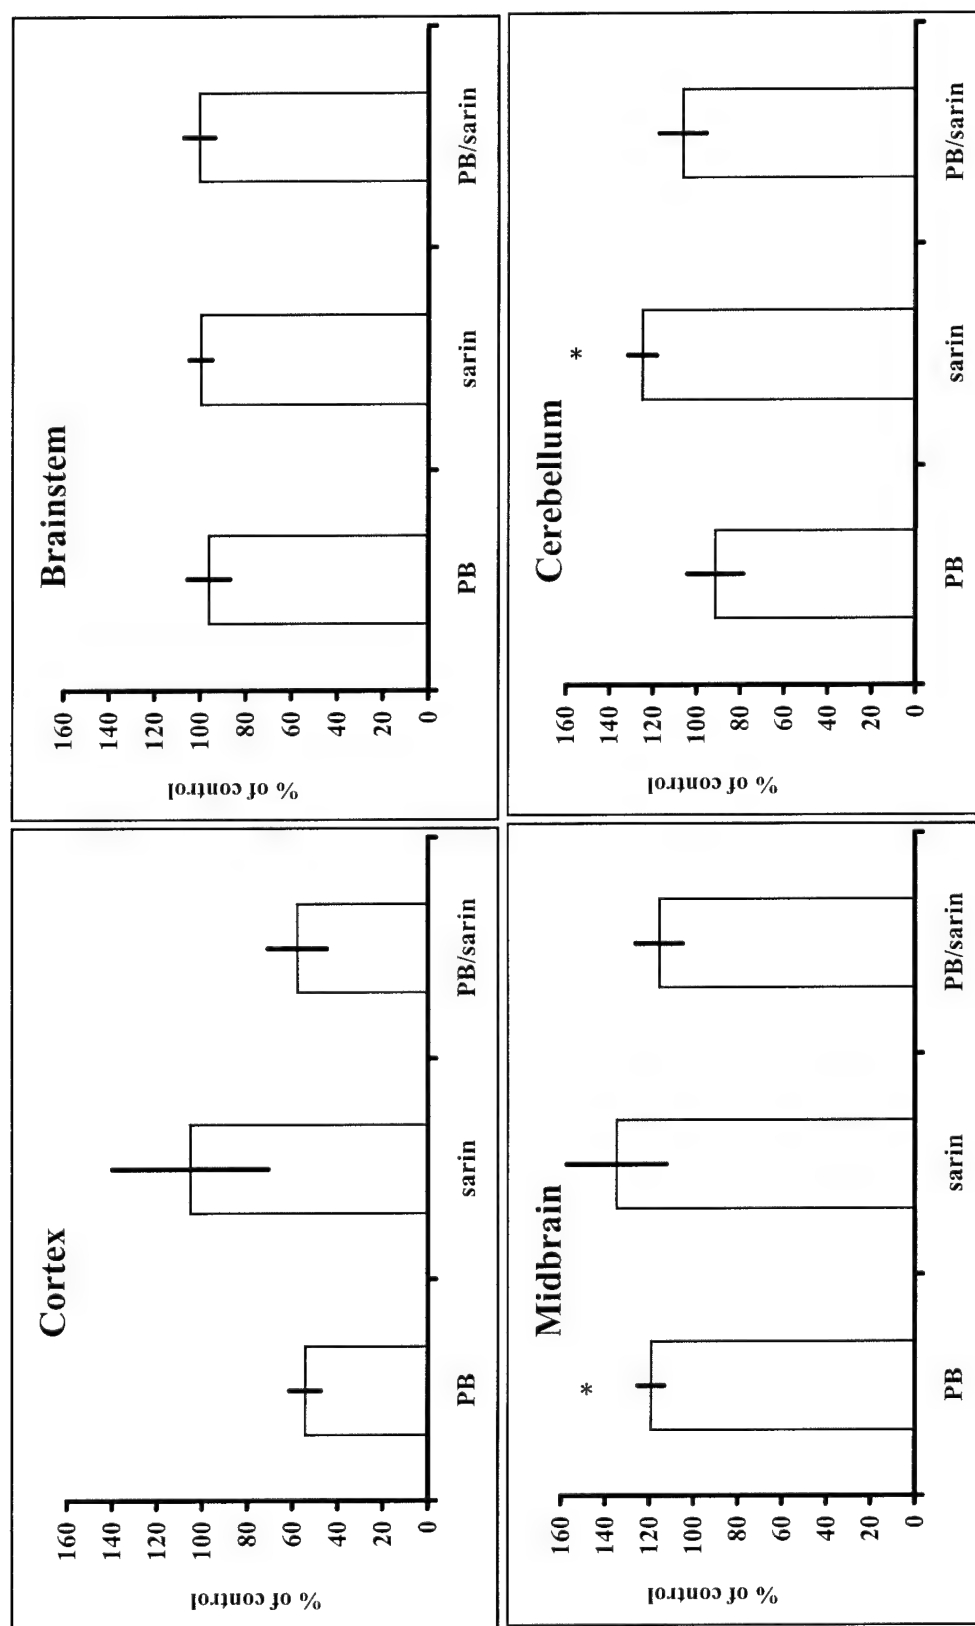 Cortex
% of control
160
140
120
100
80
60
40
20
0
PB
sarin
PB/sarin
Brainstem
% of control
160
140
120
100
80
60
40
20
0
PB
sarin
PB/sarin
Midbrain
% of control
160
140
120
100
80
60
40
20
0
*
PB
sarin
PB/sarin
Cerebellum
% of control
160
140
120
100
80
60
40
20
0
*
PB
sarin
PB/sarin